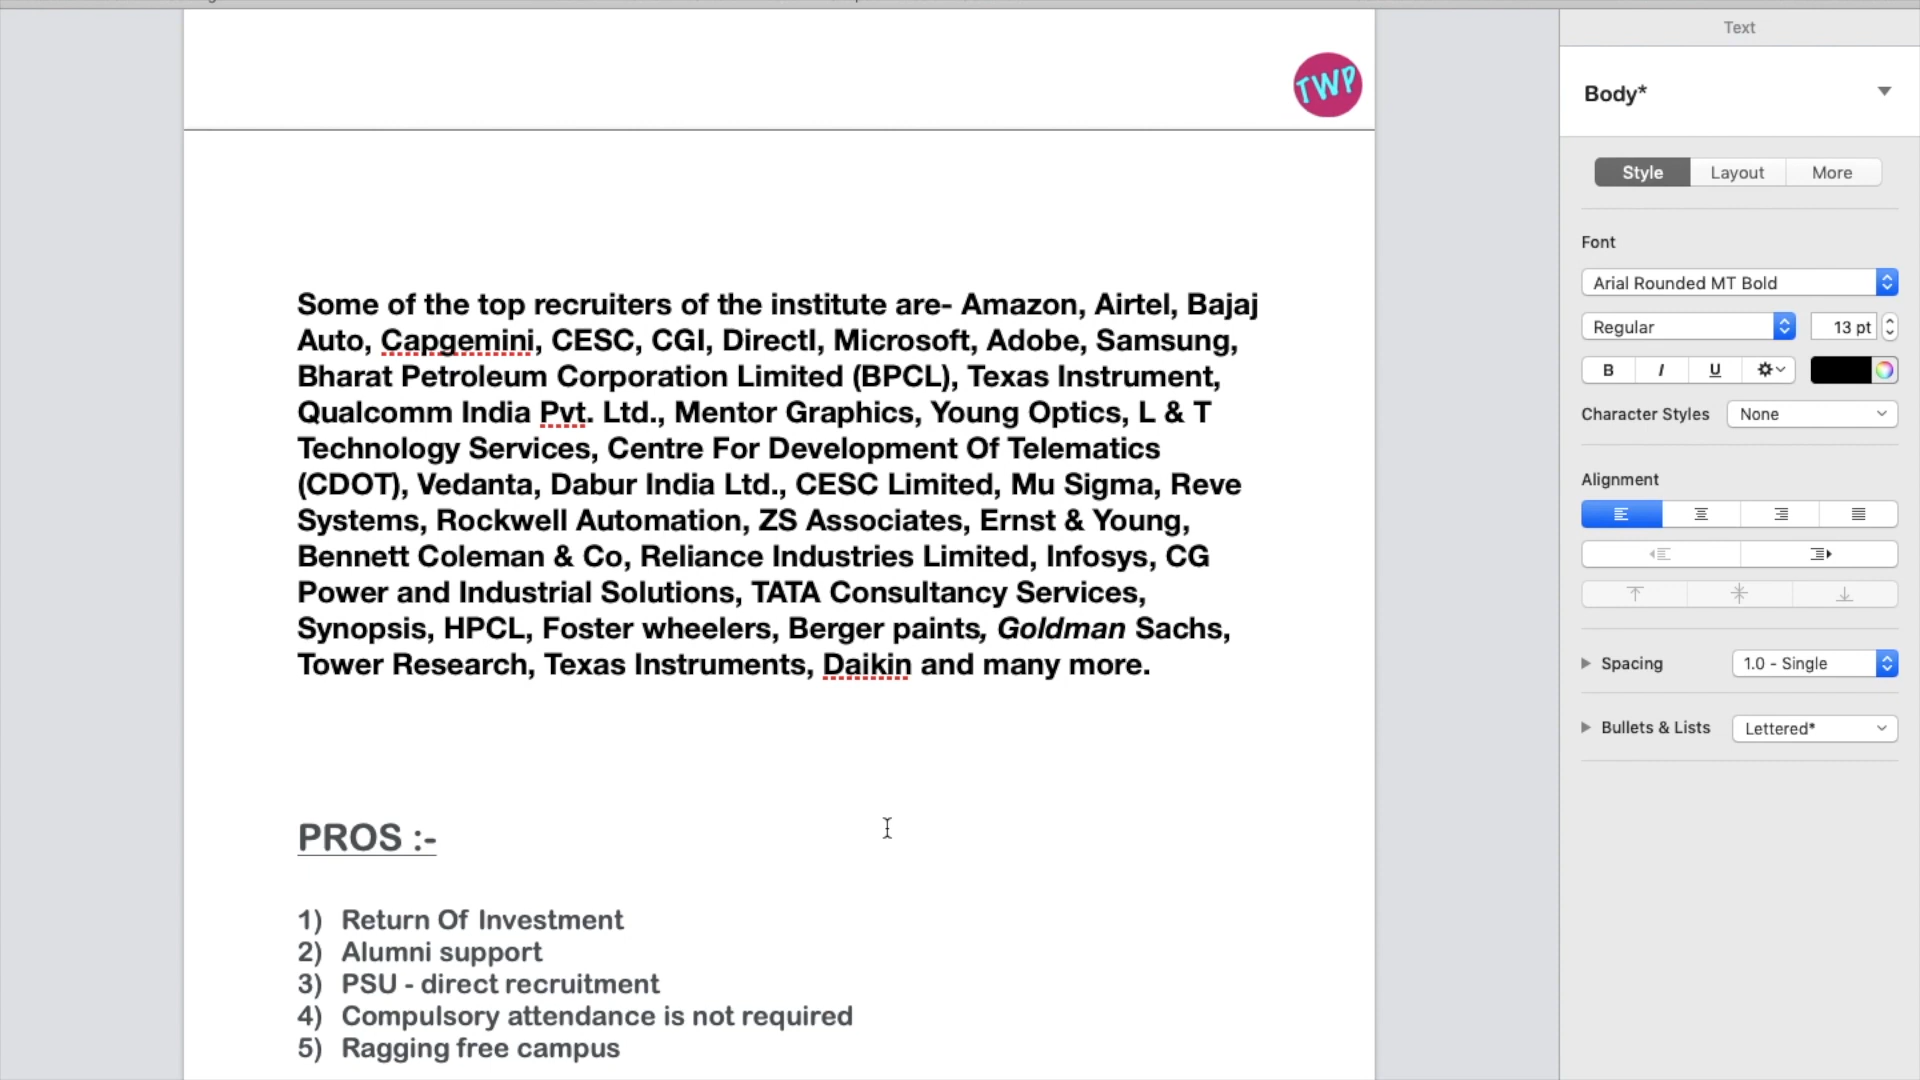 Text
TWP
Body*
Style Layout More
Font
Arial Rounded MT Bold
Regular 13 pt
B I U
Character Styles None
Alignment
Spacing 1.0 - Single
Bullets & Lists Lettered*
Some of the top recruiters of the institute are- Amazon, Airtel, Bajaj
Auto, Capgemini, CESC, CGI, DirectI, Microsoft, Adobe, Samsung,
Bharat Petroleum Corporation Limited (BPCL), Texas Instrument,
Qualcomm India Pvt. Ltd., Mentor Graphics, Young Optics, L & T
Technology Services, Centre For Development Of Telematics
(CDOT), Vedanta, Dabur India Ltd., CESC Limited, Mu Sigma, Reve
Systems, Rockwell Automation, ZS Associates, Ernst & Young,
Bennett Coleman & Co, Reliance Industries Limited, Infosys, CG
Power and Industrial Solutions, TATA Consultancy Services,
Synopsis, HPCL, Foster wheelers, Berger paints, Goldman Sachs,
Tower Research, Texas Instruments, Daikin and many more.
PROS :-
1) Return Of Investment
2) Alumni support
3) PSU - direct recruitment
4) Compulsory attendance is not required
5) Ragging free campus